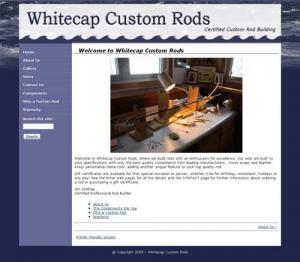 Whitecap Custom Rods
Certified Custom Rod Building
Home
About Us
Gallery
News
Contact Us
Components
Why a Custom Rod
Warranty
Search this site:
Search
Welcome to Whitecap Custom Rods
Welcome to Whitecap Custom Rods, where we build rods with an enthusiasm for excellence. Our rods are built to
your specifications with only the best quality components from leading manufacturers. Cross wraps and feather
inlays personalize these rods, adding another unique feature to your top quality rod.
Gift certificates are available for that special occasion or person, whether it be for birthday, retirement, holidays or
any day! See the other web pages for all the details and the CONTACT page for further information about ordering
a rod or purchasing a gift certificate.
Jim
Certified Professional Rod Builder
About Us
The Components We Use
Why a Custom Rod
Warranty
About Us ›
Printer-friendly version
© Copyright 2009 - Whitecap Custom Rods